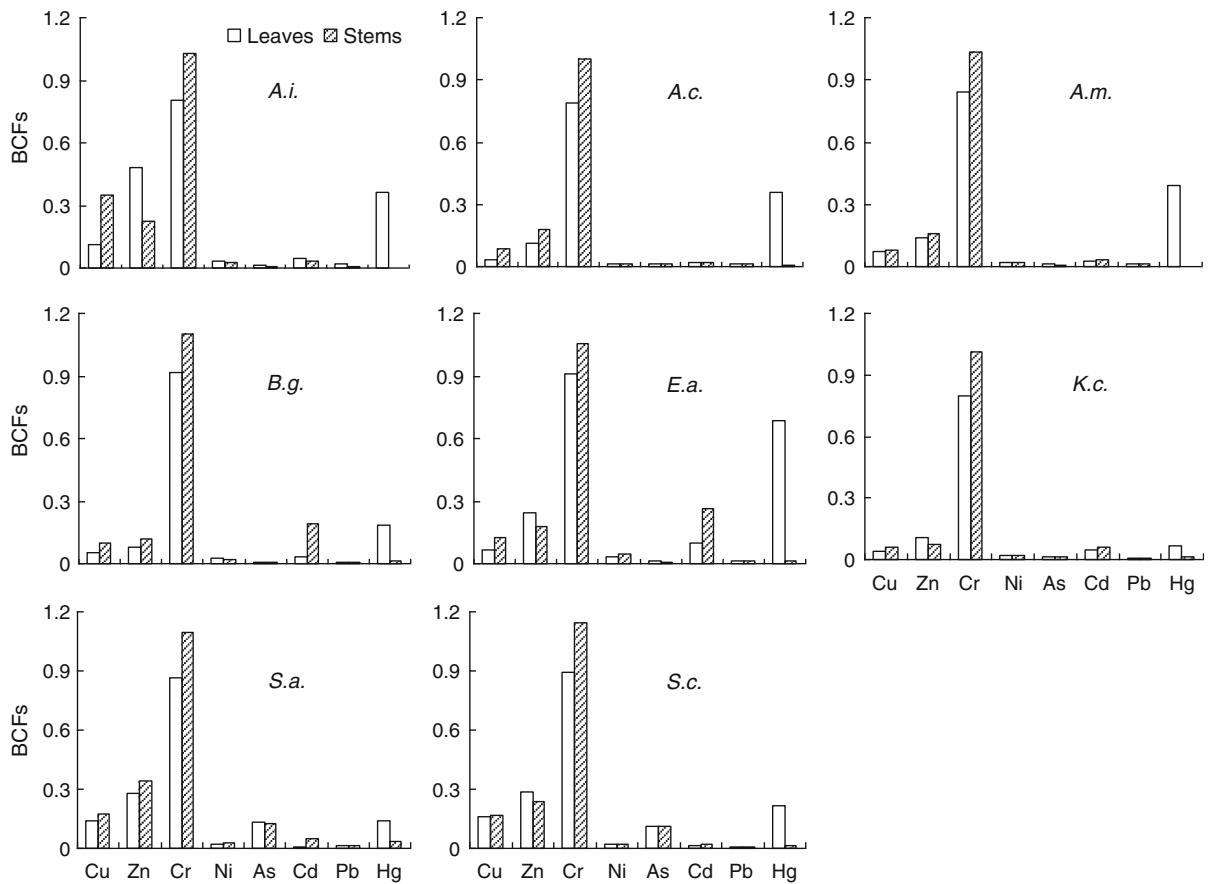 1.2 1.2 1.2
Leaves Stems
0.9 A.i. 0.9 A.c. 0.9 A.m.
BCFs
0.6 0.6 0.6
0.3 0.3 0.3
0 0 0
1.2 1.2 1.2
0.9 B.g. 0.9 E.a. 0.9 K.c.
BCFs
0.6 0.6 0.6
0.3 0.3 0.3
0 0 0
Cu Zn Cr Ni As Cd Pb Hg
1.2 1.2
0.9 S.a. 0.9 S.c.
BCFs
0.6 0.6
0.3 0.3
0 0
Cu Zn Cr Ni As Cd Pb Hg Cu Zn Cr Ni As Cd Pb Hg